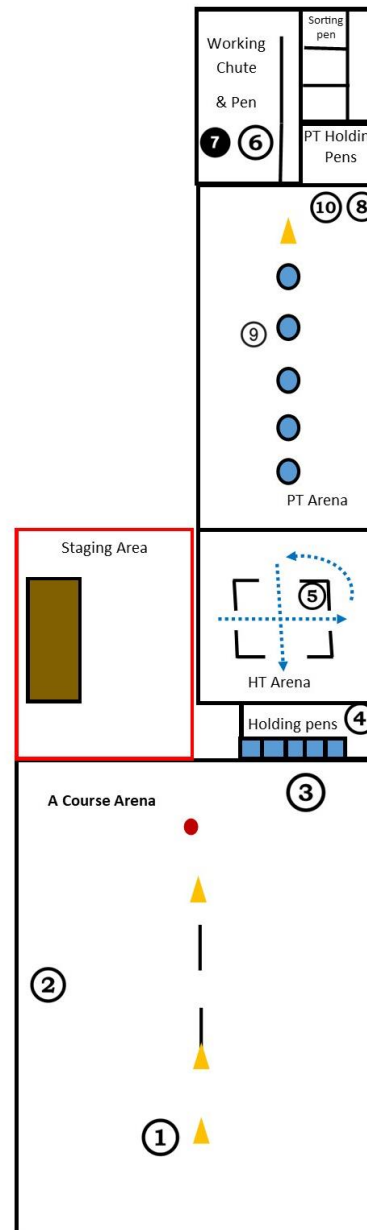 Sorting
pen
Working
Chute
& Pen
7 6
PT Holdin
Pens
10 8
9
PT Arena
Staging Area
5
HT Arena
Holding pens 4
3
A Course Arena
2
1